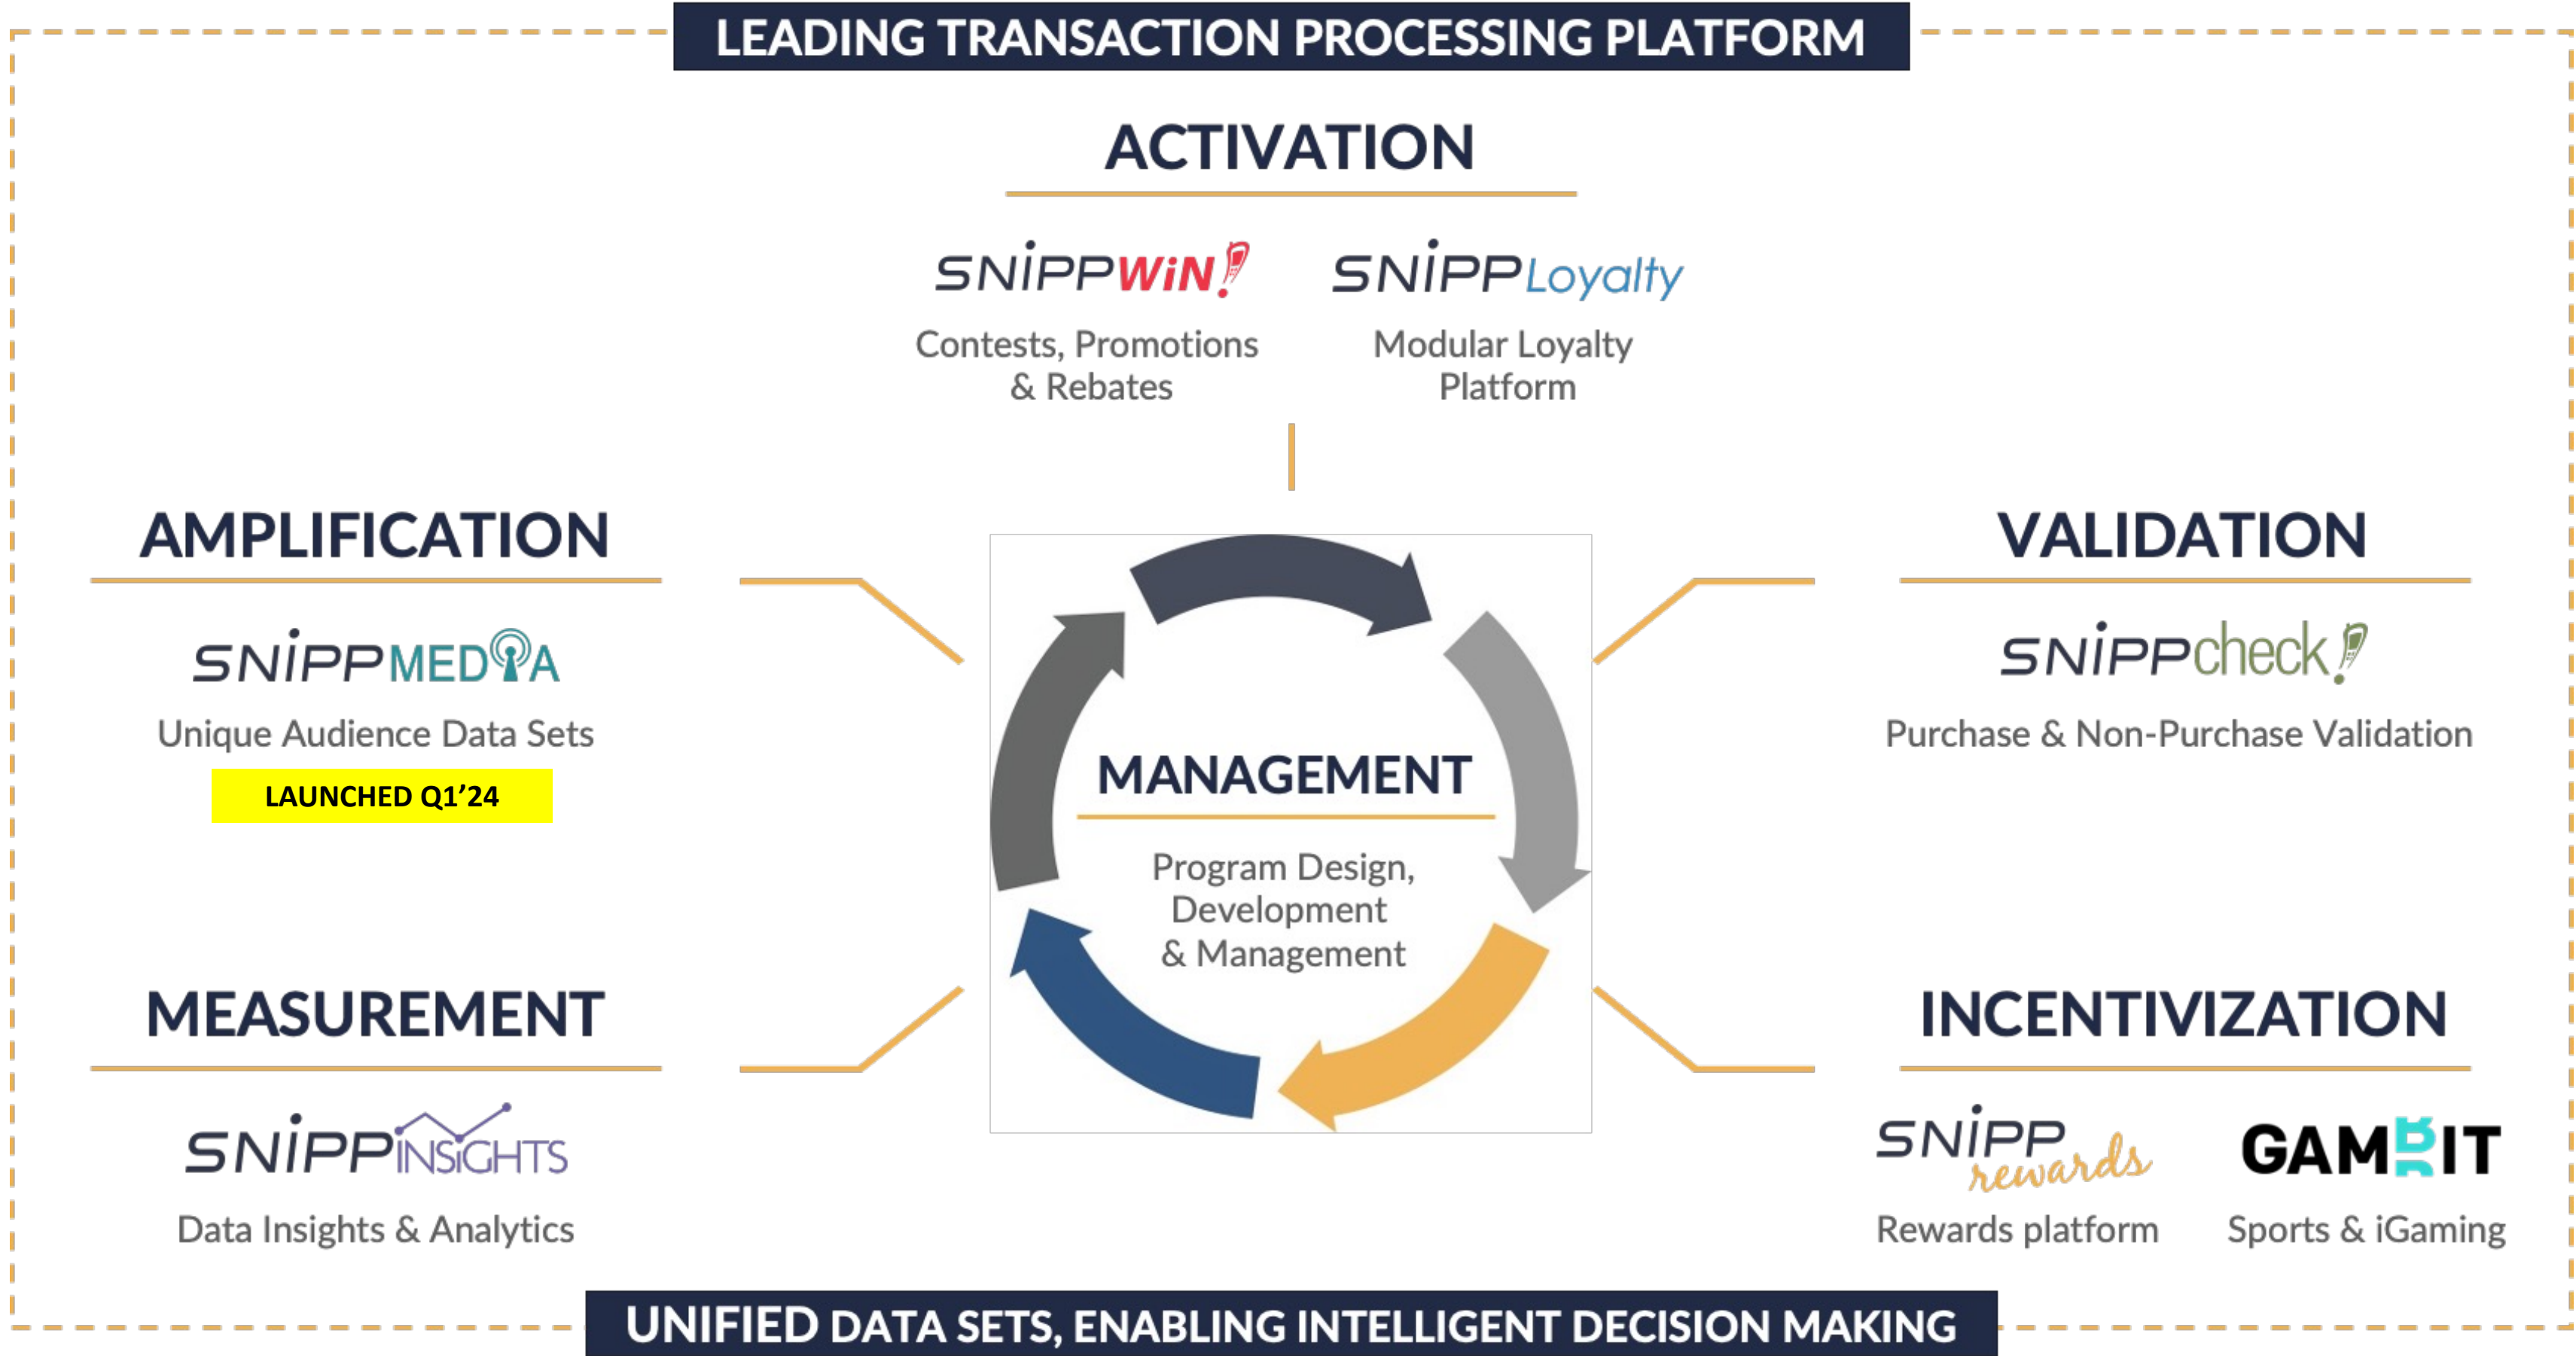 LEADING TRANSACTION PROCESSING PLATFORM
ACTIVATION
SNiPPWiN!
Contests, Promotions
& Rebates
SNiPPLoyalty
Modular Loyalty
Platform
AMPLIFICATION
SNiPPMEDiA
Unique Audience Data Sets
LAUNCHED Q1’24
VALIDATION
SNiPPcheck!
Purchase & Non-Purchase Validation
MANAGEMENT
Program Design,
Development
& Management
MEASUREMENT
SNiPPiNSiGHTS
Data Insights & Analytics
INCENTIVIZATION
SNiPP
rewards
Rewards platform
GAMBIT
Sports & iGaming
UNIFIED DATA SETS, ENABLING INTELLIGENT DECISION MAKING